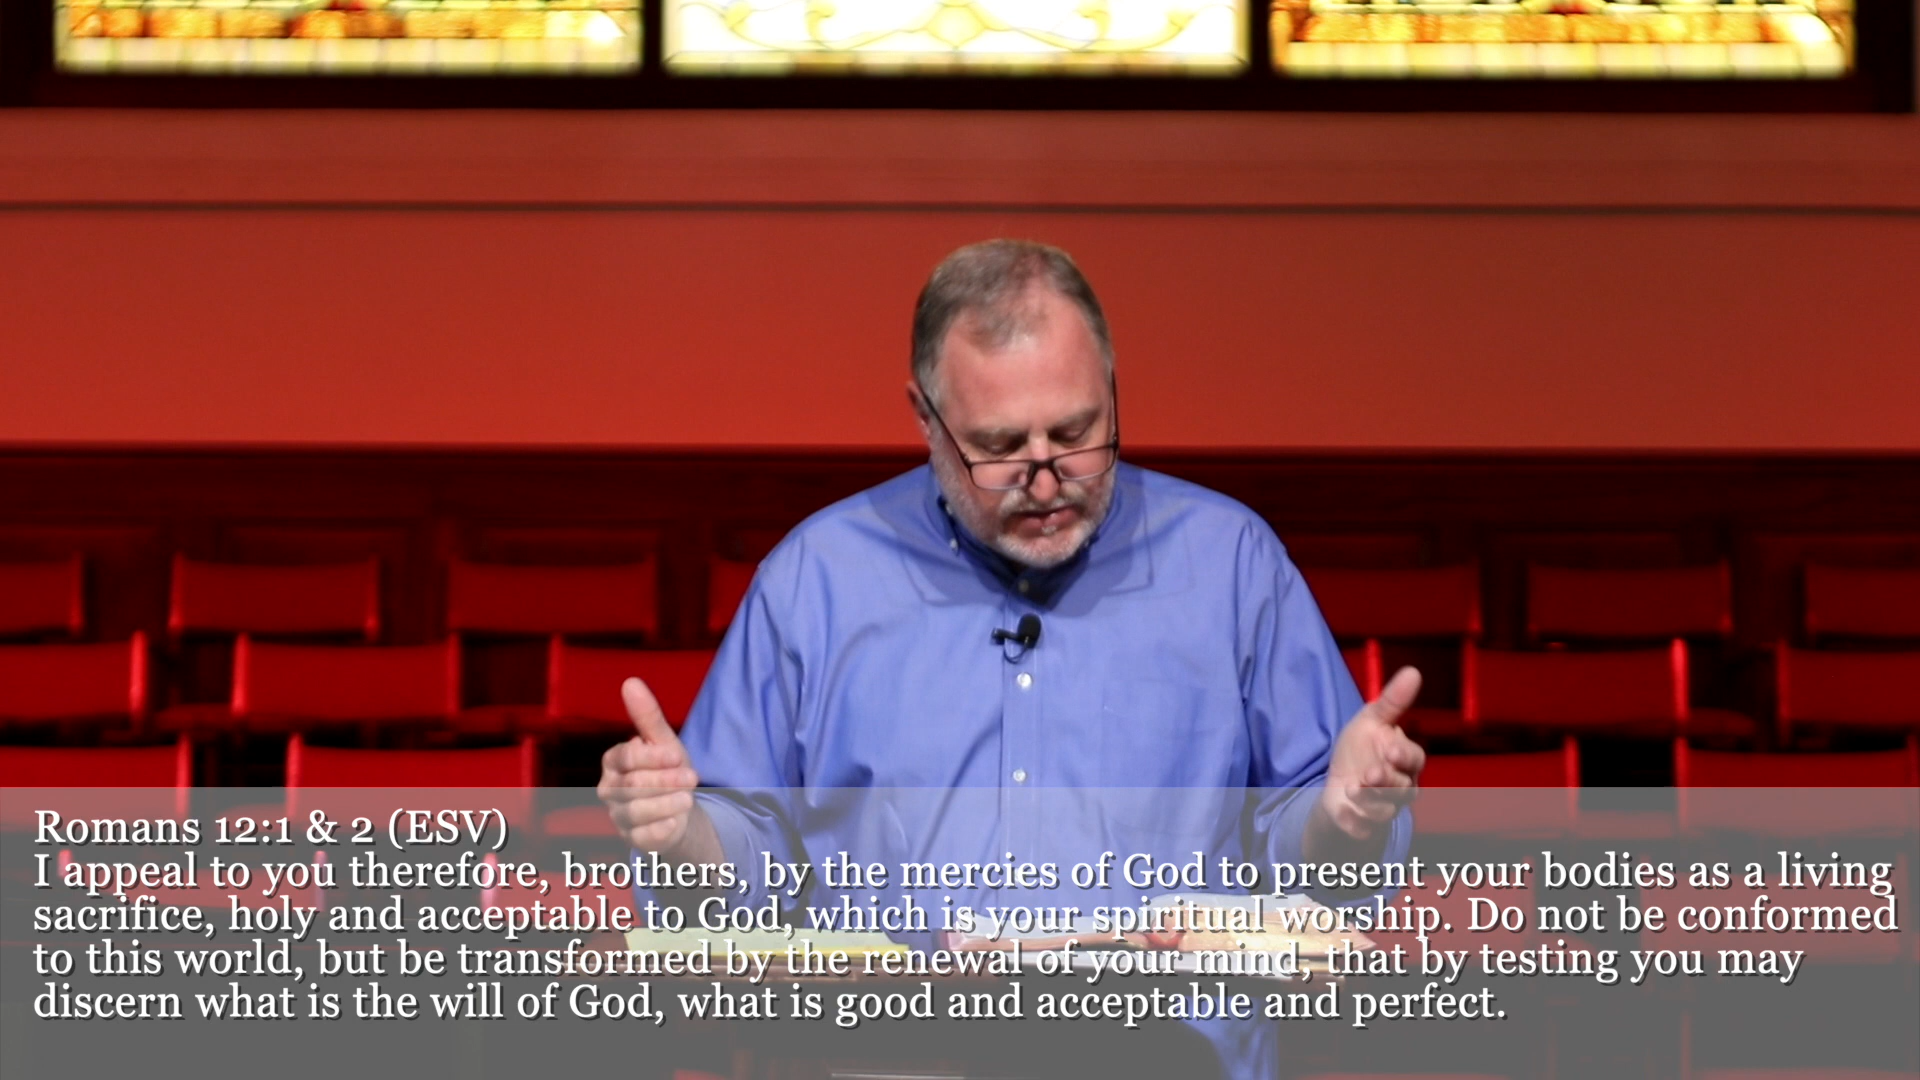 Romans 12:1 & 2 (ESV)
I appeal to you therefore, brothers, by the mercies of God to present your bodies as a living
sacrifice, holy and acceptable to God, which is your spiritual worship. Do not be conformed
to this world, but be transformed by the renewal of your mind, that by testing you may
discern what is the will of God, what is good and acceptable and perfect.